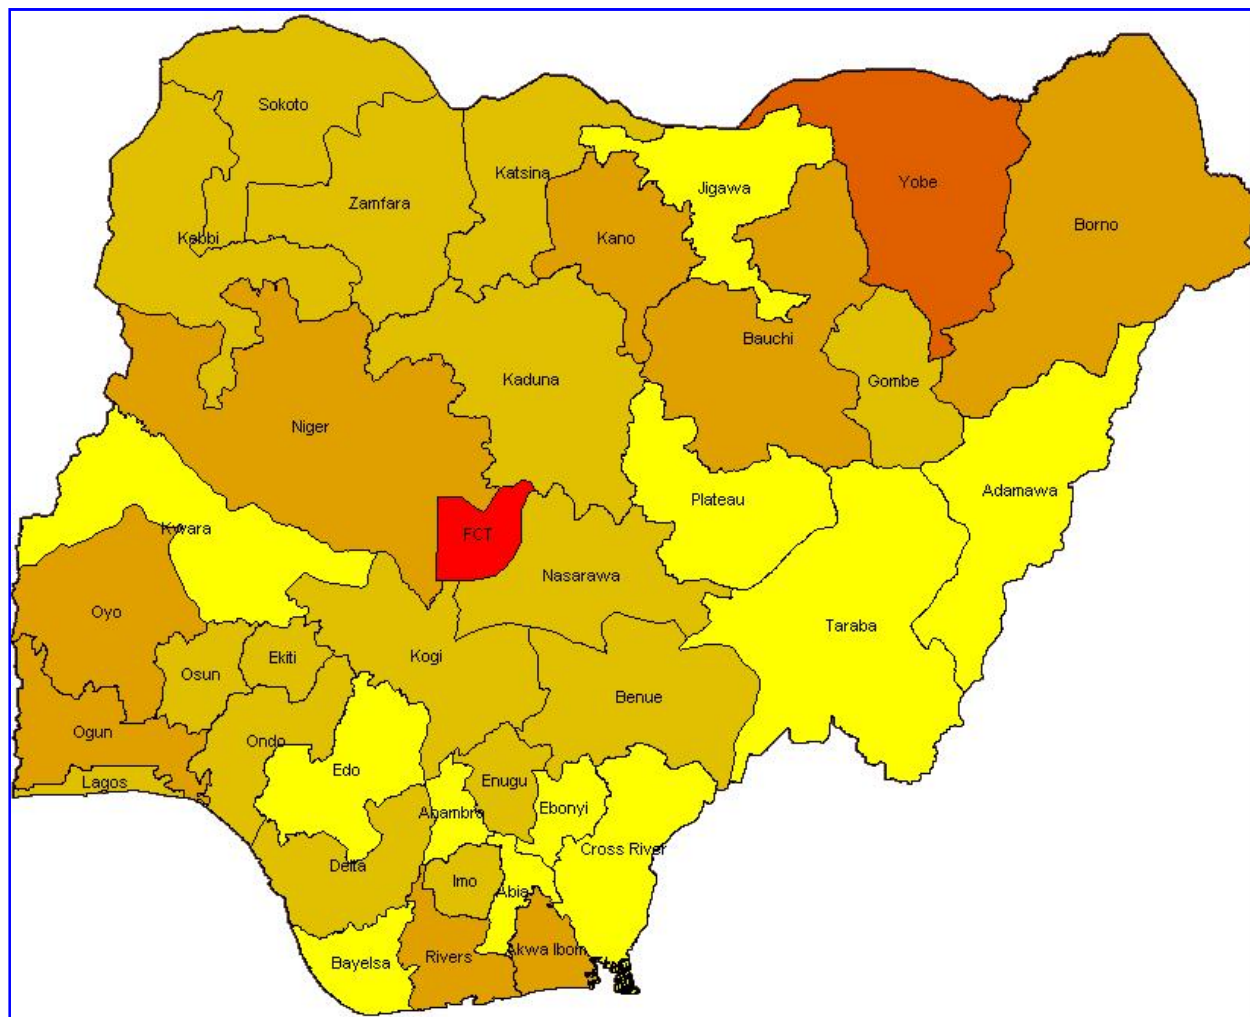 Sokoto
Katsina
Jigawa
Yobe
Zamfara
Borno
Kebbi
Kano
Bauchi
Kaduna
Gombe
Niger
Adamawa
Plateau
Kwara
FCT
Nasarawa
Oyo
Taraba
Ekiti
Kogi
Osun
Benue
Ogun
Ondo
Edo
Enugu
Lagos
Ebonyi
Anambra
Cross River
Delta
Imo
Abia
Akwa Ibom
Rivers
Bayelsa